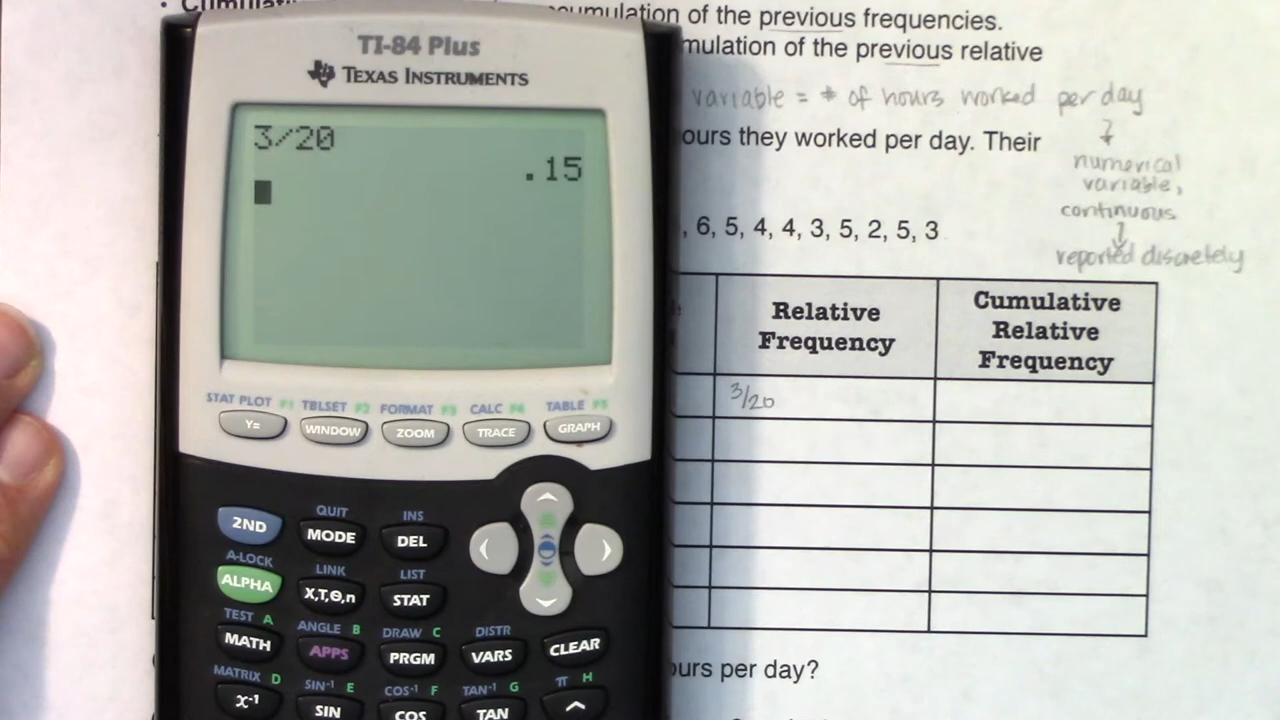 • Cumulati
cumulation of the previous frequencies.
mulation of the previous relative
variable = # of hours worked per day
ours they worked per day. Their
numerical
variable,
continuous
reported discretely
, 6, 5, 4, 4, 3, 5, 2, 5, 3
Relative
Frequency
Cumulative
Relative
Frequency
3/20
ours per day?
TI-84 Plus
TEXAS INSTRUMENTS
3/20
.15
STAT PLOT F1 TBLSET F2 FORMAT F3 CALC F4 TABLE F5
Y= WINDOW ZOOM TRACE GRAPH
QUIT INS
2ND MODE DEL
A-LOCK LINK LIST
ALPHA X,T,Θ,n STAT
TEST A ANGLE B DRAW C DISTR
MATH APPS PRGM VARS CLEAR
MATRIX D SIN⁻¹ E COS⁻¹ F TAN⁻¹ G π H
x⁻¹ SIN COS TAN ^